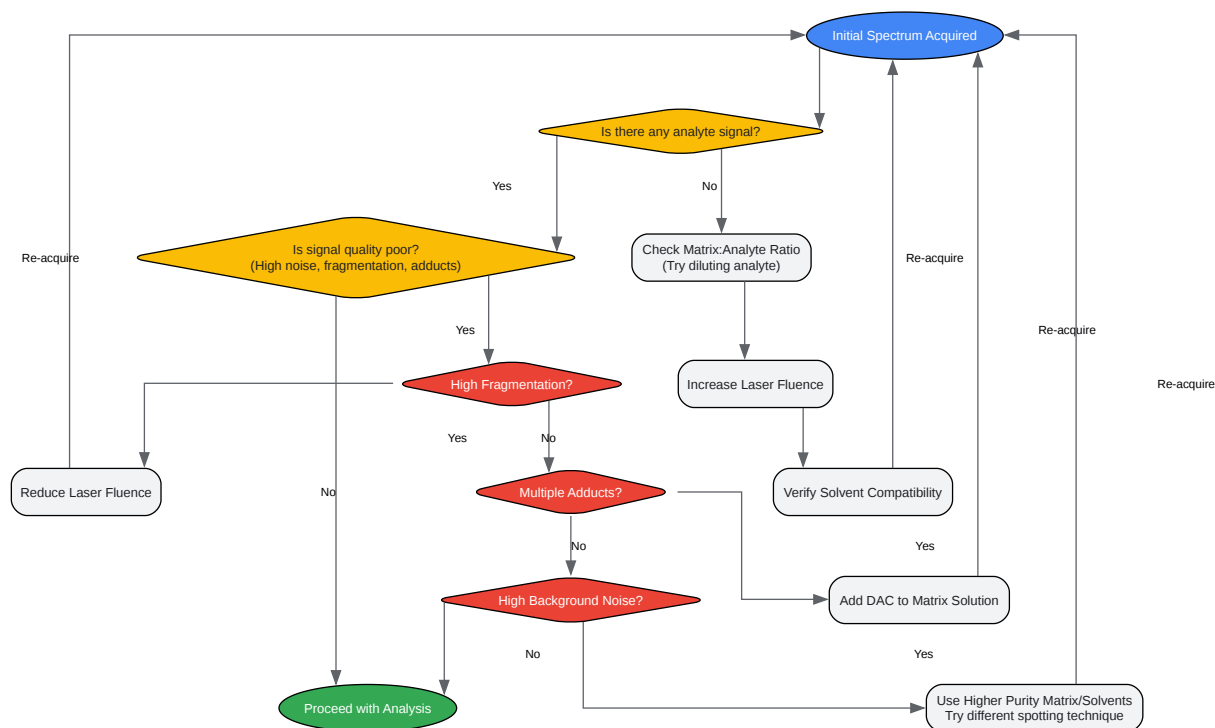 Initial Spectrum Acquired
Is there any analyte signal?
Yes
No
Is signal quality poor?
(High noise, fragmentation, adducts)
Check Matrix:Analyte Ratio
(Try diluting analyte)
Re-acquire
Re-acquire
Yes
Re-acquire
High Fragmentation?
Increase Laser Fluence
Re-acquire
Yes
No
Reduce Laser Fluence
No
Multiple Adducts?
Verify Solvent Compatibility
No
Yes
High Background Noise?
Add DAC to Matrix Solution
No
Yes
Proceed with Analysis
Use Higher Purity Matrix/Solvents
Try different spotting technique